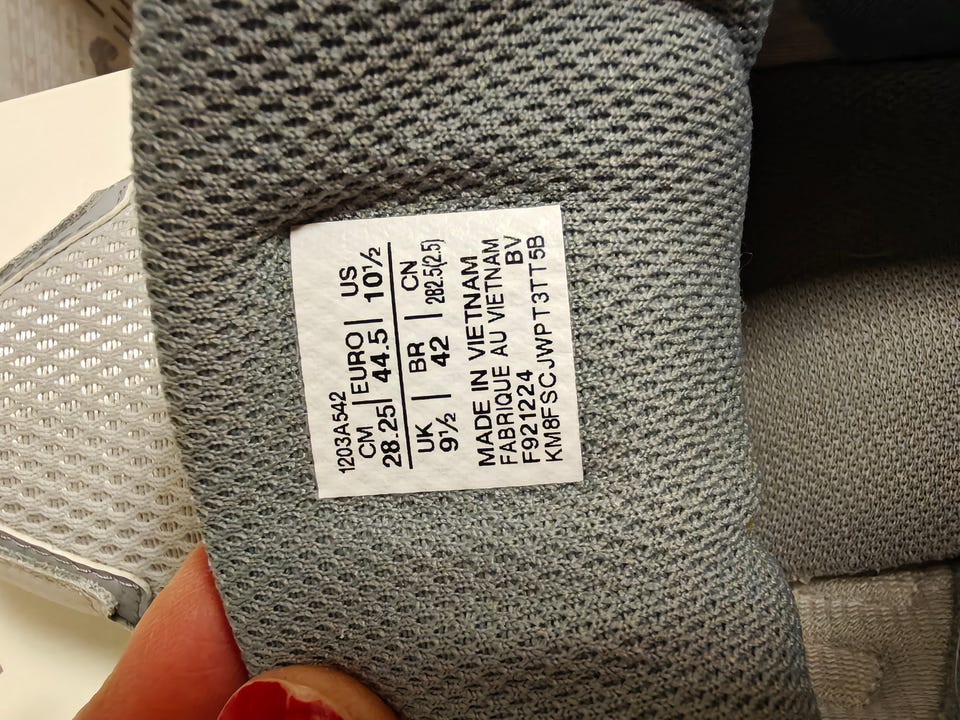 1203A542
CM | EURO | US
28.25 | 44.5 | 10½
UK | BR | CN
9½ | 42 | 282.5(2.5)
MADE IN VIETNAM
FABRIQUE AU VIETNAM
F921224 BV
KM8FSCJWPT3TT5B